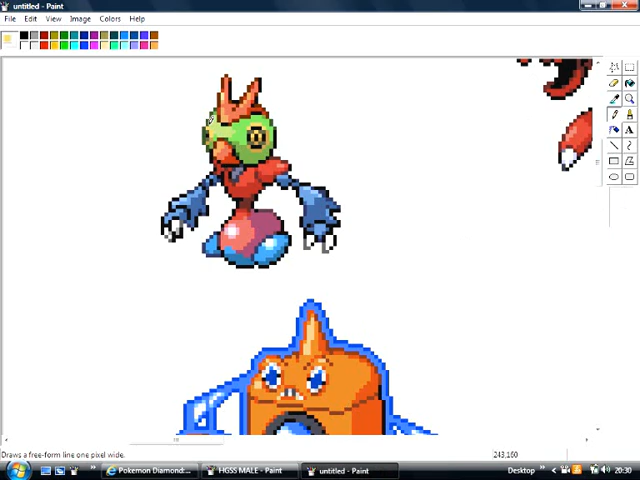 untitled - Paint
File Edit View Image Colors Help
A
Draws a free-form line one pixel wide.
243,160
Pokemon Diamond:... HGSS MALE - Paint untitled - Paint Desktop » 20:30